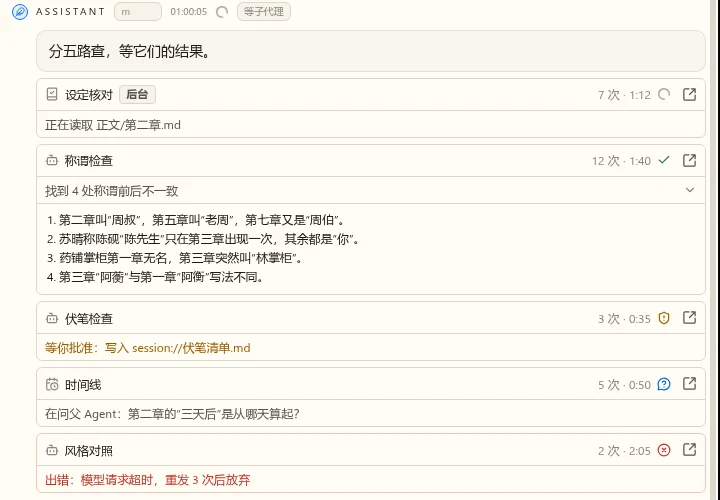 ASSISTANT m 01:00:05 等子代理
分五路查，等它们的结果。
设定核对 后台 7 次 · 1:12
正在读取 正文/第二章.md
称谓检查 12 次 · 1:40
找到 4 处称谓前后不一致
1. 第二章叫“周叔”，第五章叫“老周”，第七章又是“周伯”。
2. 苏晴称陈砚“陈先生”只在第三章出现一次，其余都是“你”。
3. 药铺掌柜第一章无名，第三章突然叫“林掌柜”。
4. 第三章“阿蘅”与第一章“阿衡”写法不同。
伏笔检查 3 次 · 0:35
等你批准：写入 session://伏笔清单.md
时间线 5 次 · 0:50
在问父 Agent：第二章的“三天后”是从哪天算起？
风格对照 2 次 · 2:05
出错：模型请求超时，重发 3 次后放弃